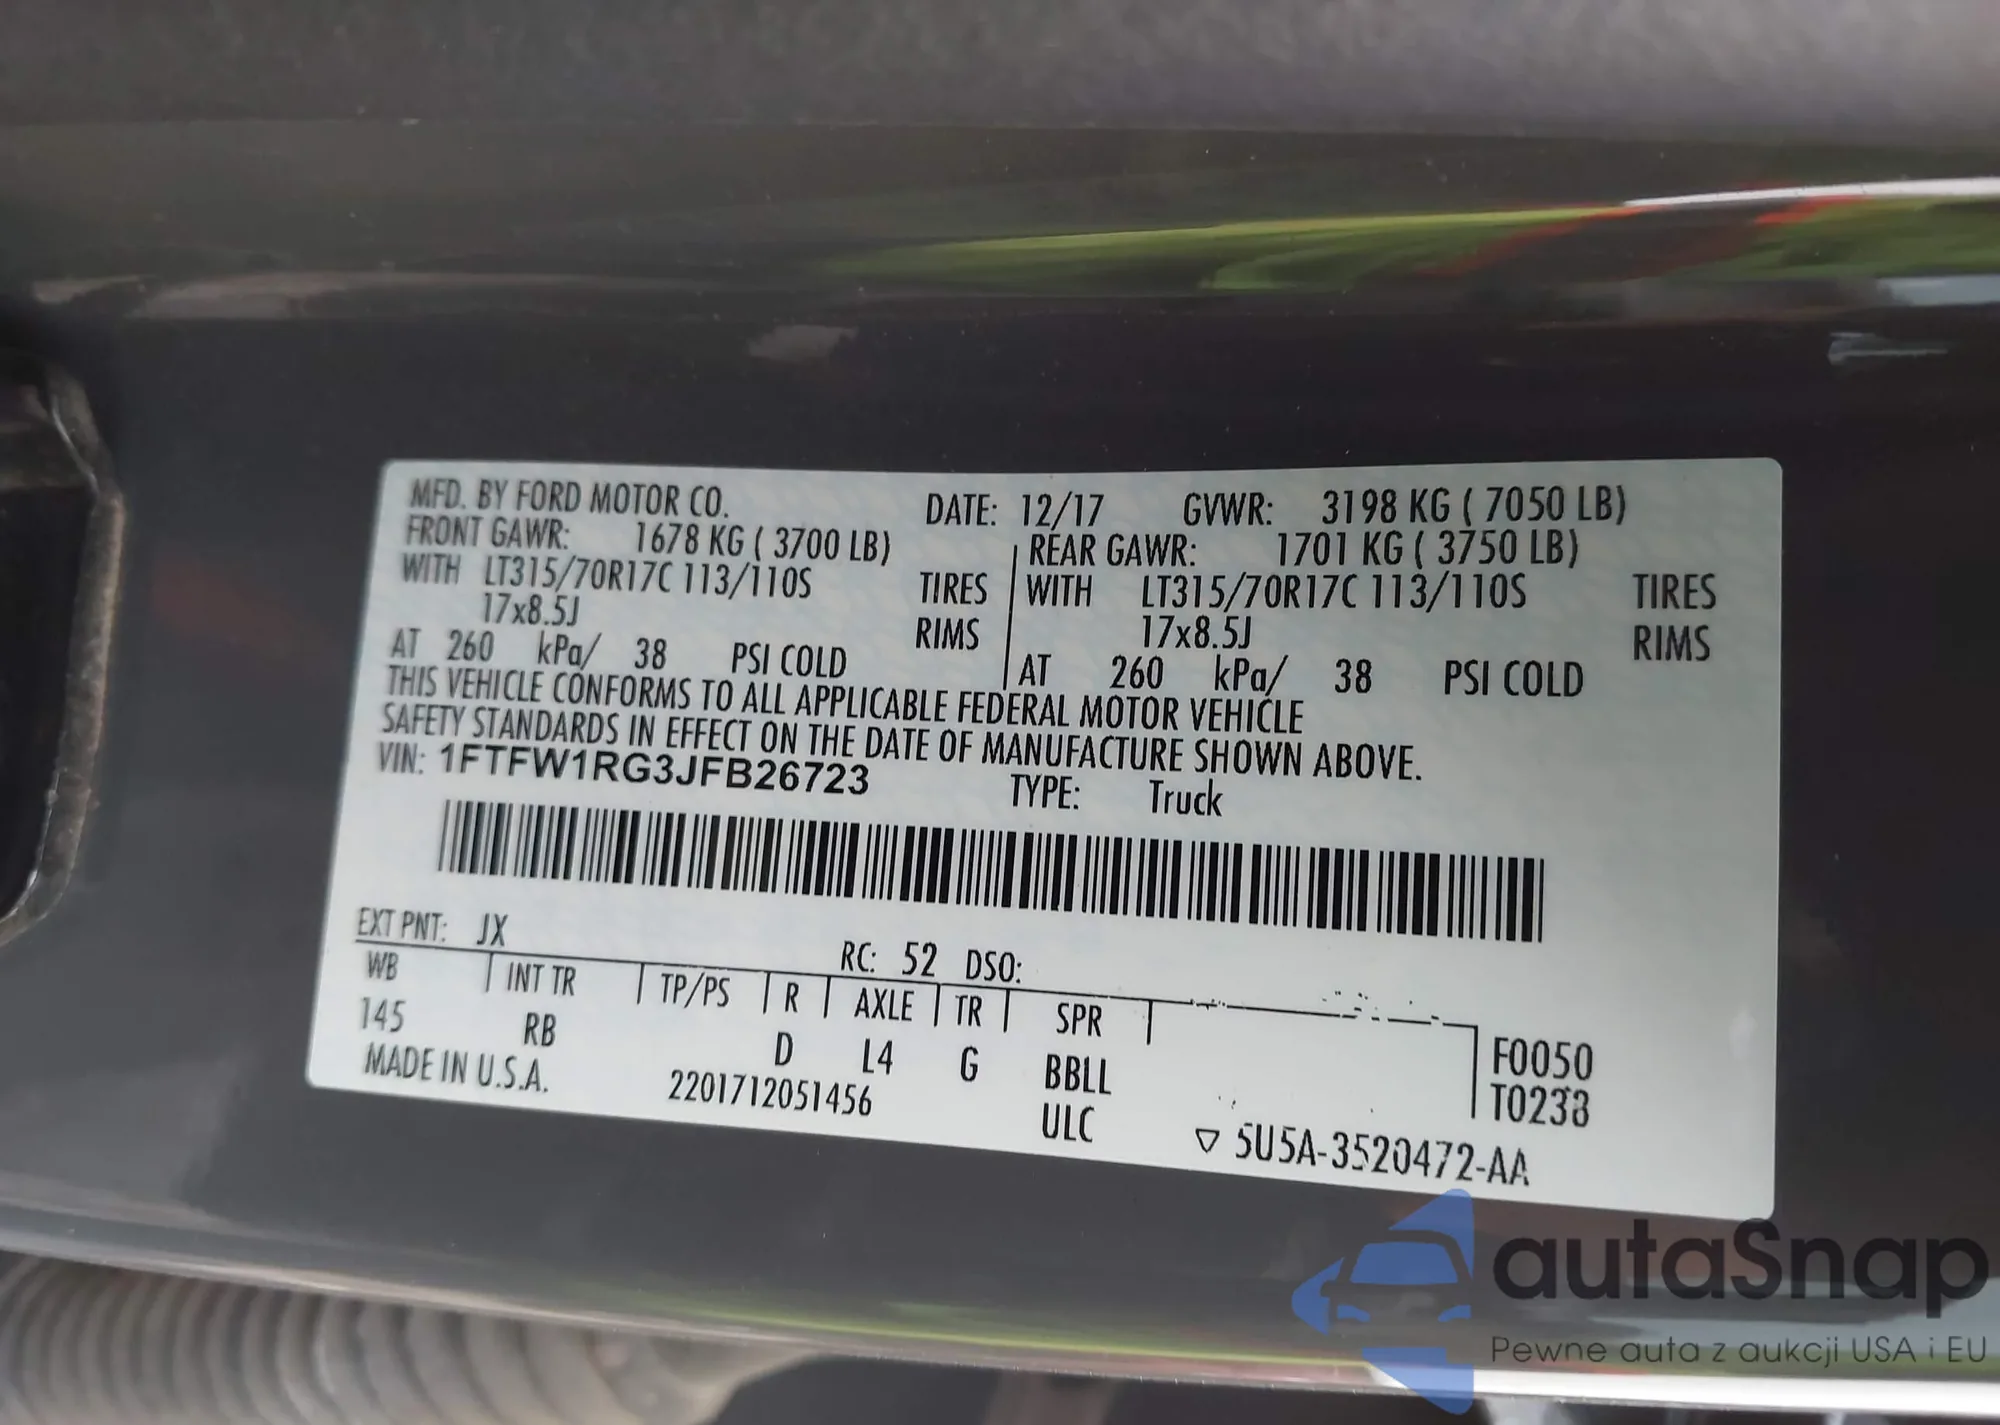 MFD. BY FORD MOTOR CO. DATE: 12/17 GVWR: 3198 KG ( 7050 LB)
FRONT GAWR: 1678 KG ( 3700 LB) REAR GAWR: 1701 KG ( 3750 LB)
WITH LT315/70R17C 113/110S TIRES WITH LT315/70R17C 113/110S TIRES
17x8.5J RIMS 17x8.5J RIMS
AT 260 kPa/ 38 PSI COLD AT 260 kPa/ 38 PSI COLD
THIS VEHICLE CONFORMS TO ALL APPLICABLE FEDERAL MOTOR VEHICLE
SAFETY STANDARDS IN EFFECT ON THE DATE OF MANUFACTURE SHOWN ABOVE.
VIN: 1FTFW1RG3JFB26723 TYPE: Truck
EXT PNT: JX RC: 52 DSO:
WB INT TR TP/PS R AXLE TR SPR
145 RB D L4 G BBLL F0050
MADE IN U.S.A. 2201712051456 ULC T0238
▽ 5U5A-3520472-AA
autaSnap
Pewne auta z aukcji USA i EU